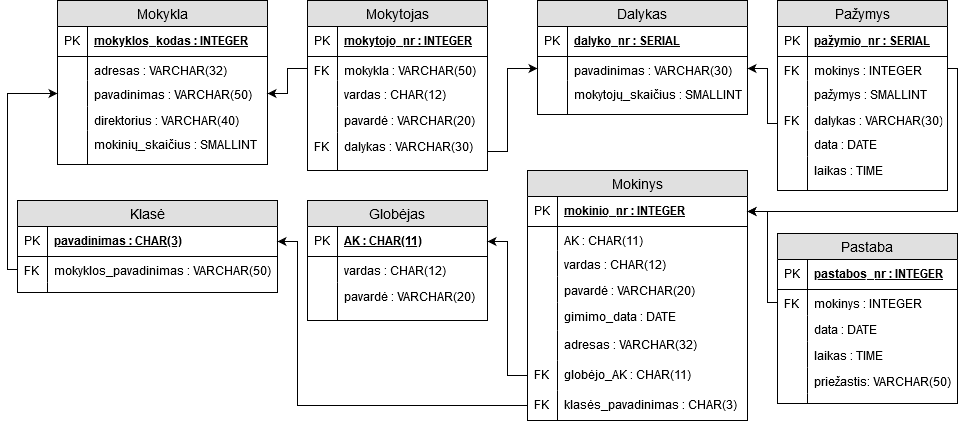 Mokykla
PK mokyklos_kodas : INTEGER
adresas : VARCHAR(32)
pavadinimas : VARCHAR(50)
direktorius : VARCHAR(40)
mokinių_skaičius : SMALLINT
Mokytojas
PK mokytojo_nr : INTEGER
FK mokykla : VARCHAR(50)
vardas : CHAR(12)
pavardė : VARCHAR(20)
FK dalykas : VARCHAR(30)
Dalykas
PK dalyko_nr : SERIAL
pavadinimas : VARCHAR(30)
mokytojų_skaičius : SMALLINT
Pažymys
PK pažymio_nr : SERIAL
FK mokinys : INTEGER
pažymys : SMALLINT
FK dalykas : VARCHAR(30)
data : DATE
laikas : TIME
Klasė
PK pavadinimas : CHAR(3)
FK mokyklos_pavadinimas : VARCHAR(50)
Globėjas
PK AK : CHAR(11)
vardas : CHAR(12)
pavardė : VARCHAR(20)
Mokinys
PK mokinio_nr : INTEGER
AK : CHAR(11)
vardas : CHAR(12)
pavardė : VARCHAR(20)
gimimo_data : DATE
adresas : VARCHAR(32)
FK globėjo_AK : CHAR(11)
FK klasės_pavadinimas : CHAR(3)
Pastaba
PK pastabos_nr : INTEGER
FK mokinys : INTEGER
data : DATE
laikas : TIME
priežastis: VARCHAR(50)